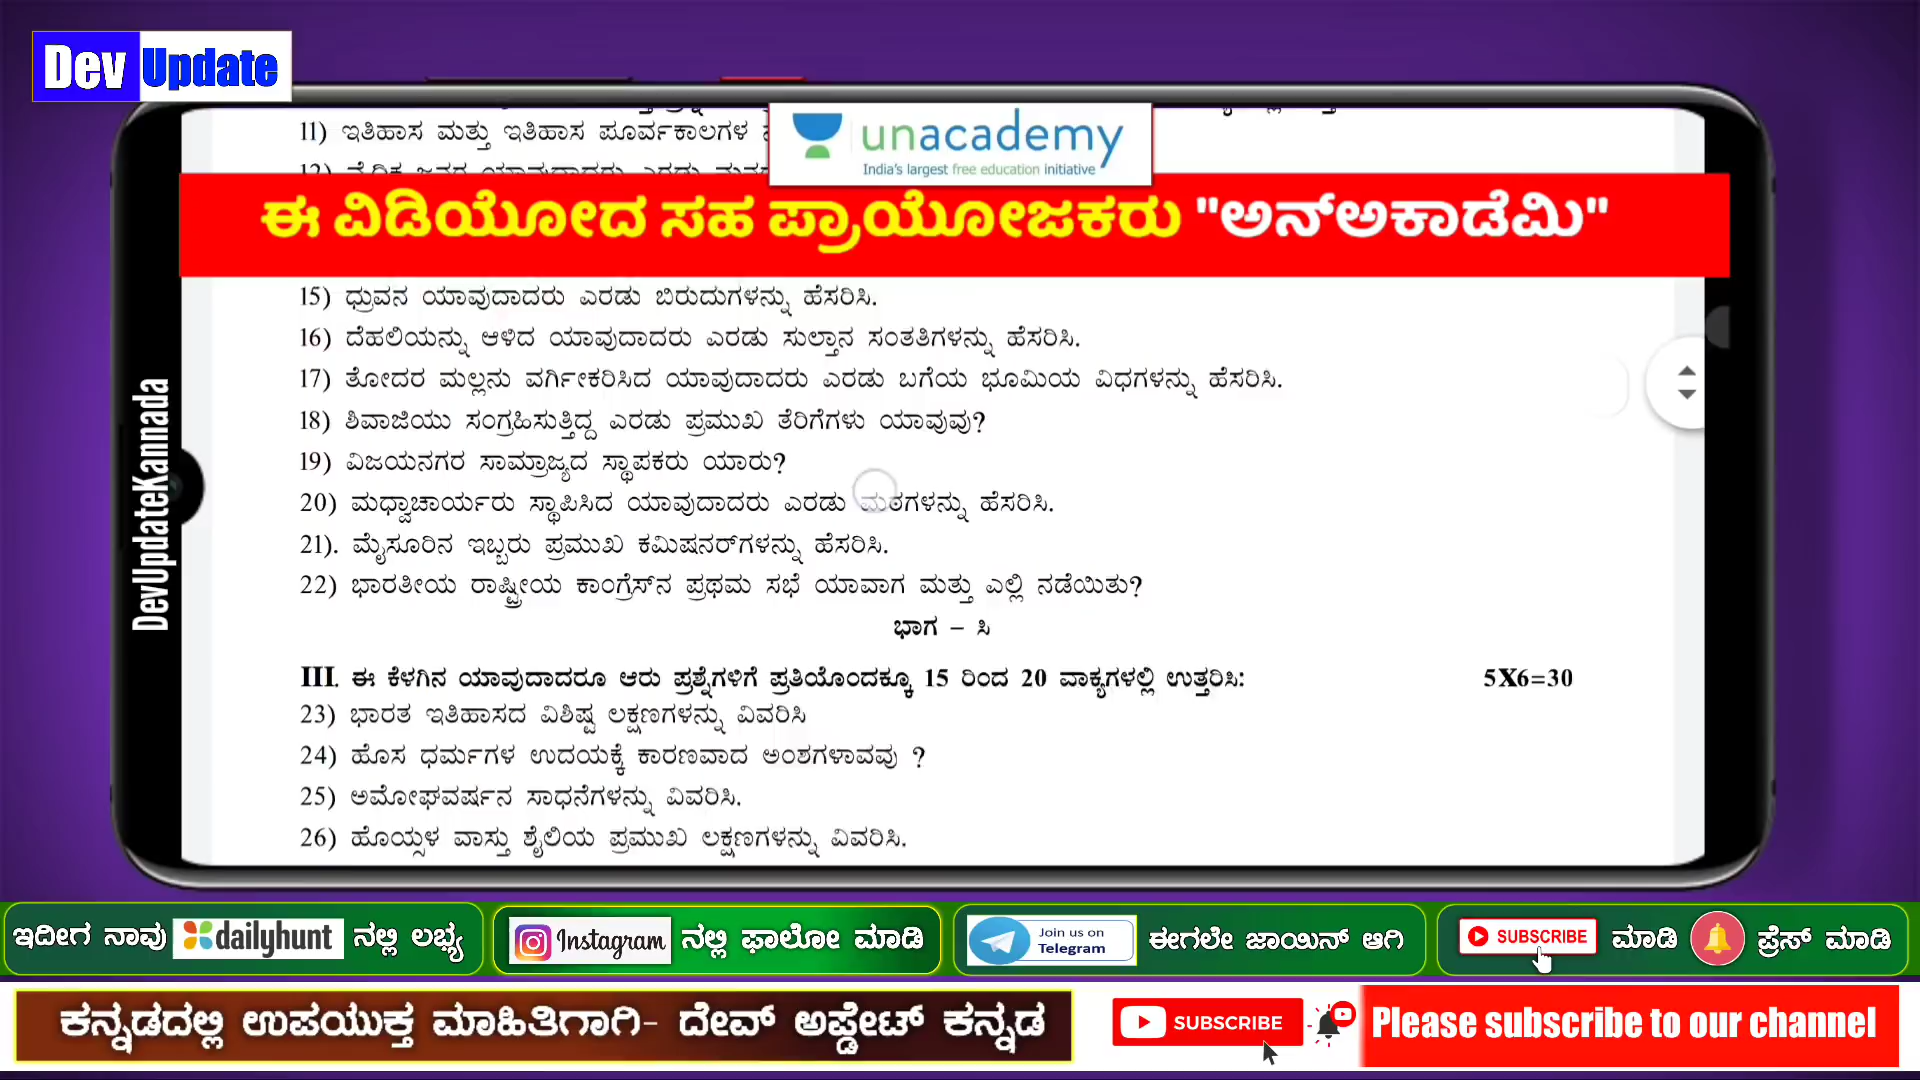 Dev Update
11) ಇತಿಹಾಸ ಮತ್ತು ಇತಿಹಾಸ ಪೂರ್ವಕಾಲಗಳ
unacademy
India's largest free education initiative
ಈ ವಿಡಿಯೋದ ಸಹ ಪ್ರಾಯೋಜಕರು "ಅನ್ಅಕಾಡೆಮಿ"
15) ಧ್ರುವನ ಯಾವುದಾದರು ಎರಡು ಬಿರುದುಗಳನ್ನು ಹೆಸರಿಸಿ.
16) ದೆಹಲಿಯನ್ನು ಆಳಿದ ಯಾವುದಾದರು ಎರಡು ಸುಲ್ತಾನ ಸಂತತಿಗಳನ್ನು ಹೆಸರಿಸಿ.
17) ತೋದರ ಮಲ್ಲನು ವರ್ಗೀಕರಿಸಿದ ಯಾವುದಾದರು ಎರಡು ಬಗೆಯ ಭೂಮಿಯ ವಿಧಗಳನ್ನು ಹೆಸರಿಸಿ.
18) ಶಿವಾಜಿಯು ಸಂಗ್ರಹಿಸುತ್ತಿದ್ದ ಎರಡು ಪ್ರಮುಖ ತೆರಿಗೆಗಳು ಯಾವುವು?
19) ವಿಜಯನಗರ ಸಾಮ್ರಾಜ್ಯದ ಸ್ಥಾಪಕರು ಯಾರು?
20) ಮಧ್ವಾಚಾರ್ಯರು ಸ್ಥಾಪಿಸಿದ ಯಾವುದಾದರು ಎರಡು ಮಠಗಳನ್ನು ಹೆಸರಿಸಿ.
21). ಮೈಸೂರಿನ ಇಬ್ಬರು ಪ್ರಮುಖ ಕಮಿಷನರ್‌ಗಳನ್ನು ಹೆಸರಿಸಿ.
22) ಭಾರತೀಯ ರಾಷ್ಟ್ರೀಯ ಕಾಂಗ್ರೆಸ್‌ನ ಪ್ರಥಮ ಸಭೆ ಯಾವಾಗ ಮತ್ತು ಎಲ್ಲಿ ನಡೆಯಿತು?
ಭಾಗ – ಸಿ
III. ಈ ಕೆಳಗಿನ ಯಾವುದಾದರೂ ಆರು ಪ್ರಶ್ನೆಗಳಿಗೆ ಪ್ರತಿಯೊಂದಕ್ಕೂ 15 ರಿಂದ 20 ವಾಕ್ಯಗಳಲ್ಲಿ ಉತ್ತರಿಸಿ: 5X6=30
23) ಭಾರತ ಇತಿಹಾಸದ ವಿಶಿಷ್ಟ ಲಕ್ಷಣಗಳನ್ನು ವಿವರಿಸಿ
24) ಹೊಸ ಧರ್ಮಗಳ ಉದಯಕ್ಕೆ ಕಾರಣವಾದ ಅಂಶಗಳಾವವು ?
25) ಅಮೋಘವರ್ಷನ ಸಾಧನೆಗಳನ್ನು ವಿವರಿಸಿ.
26) ಹೊಯ್ಸಳ ವಾಸ್ತು ಶೈಲಿಯ ಪ್ರಮುಖ ಲಕ್ಷಣಗಳನ್ನು ವಿವರಿಸಿ.
DevUpdateKannada
ಇದೀಗ ನಾವು dailyhunt ನಲ್ಲಿ ಲಭ್ಯ
Instagram ನಲ್ಲಿ ಫಾಲೋ ಮಾಡಿ
Join us on
Telegram
ಈಗಲೇ ಜಾಯಿನ್ ಆಗಿ
SUBSCRIBE ಮಾಡಿ ಪ್ರೆಸ್ ಮಾಡಿ
ಕನ್ನಡದಲ್ಲಿ ಉಪಯುಕ್ತ ಮಾಹಿತಿಗಾಗಿ- ದೇವ್ ಅಪ್ಡೇಟ್ ಕನ್ನಡ
SUBSCRIBE
Please subscribe to our channel